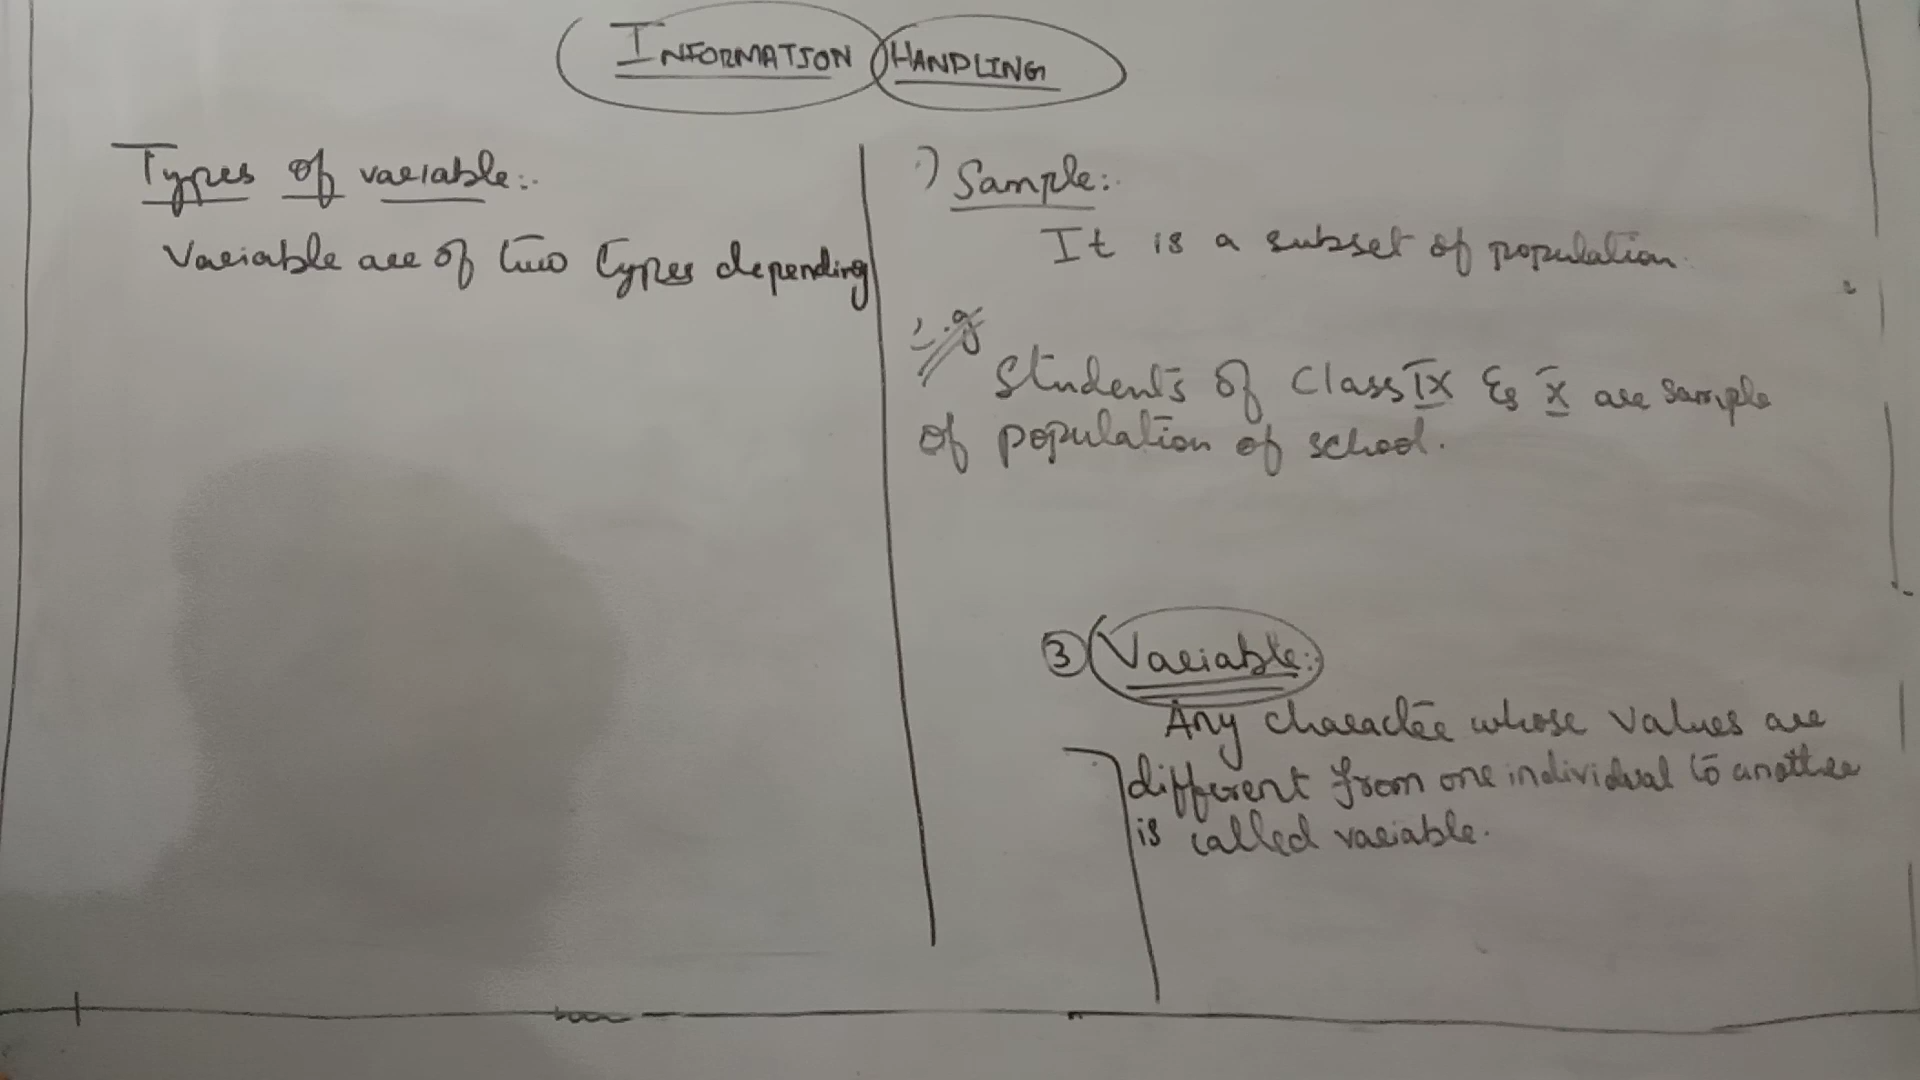 INFORMATION HANDLING
Types of variable:-
Variable are of two types depending
) Sample:-
It is a subset of population.
e.g
Students of Class IX & X are sample
of population of school.
3 Variable:-
Any character whose values are
different from one individual to another
is called variable.